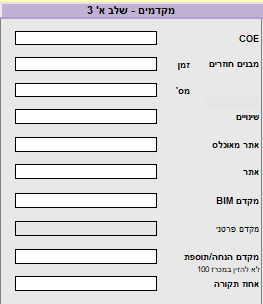 מקדמים - שלב א' 3
COE
מבנים חוזרים זמן
מס'
שינויים
אתר מאוכלס
אתר
מקדם BIM
מקדם פרטני
מקדם הנחה/תוספת
לא להזין במכרז 100
אחוז תקורה